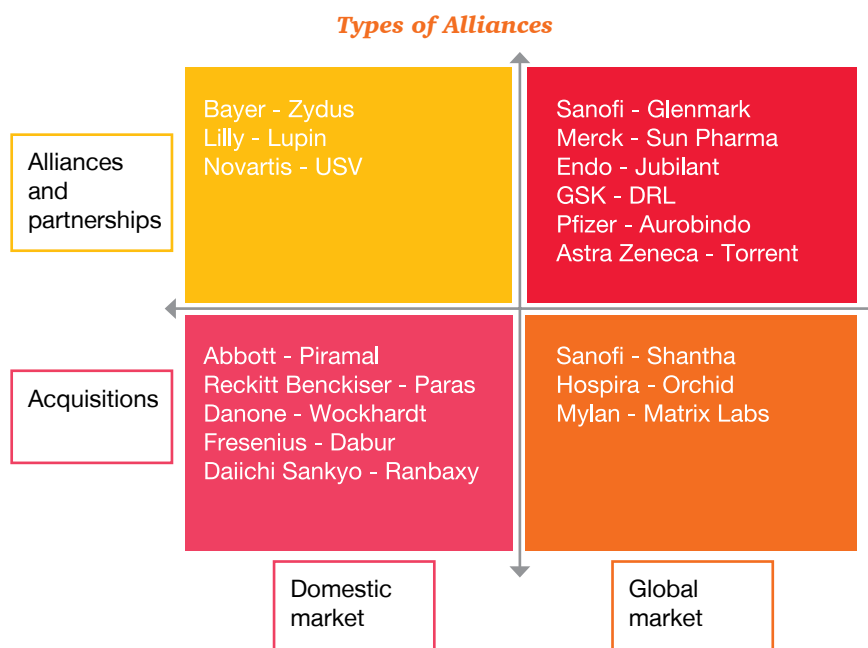 Types of Alliances
Alliances
and
partnerships
Bayer - Zydus
Lilly - Lupin
Novartis - USV
Sanofi - Glenmark
Merck - Sun Pharma
Endo - Jubilant
GSK - DRL
Pfizer - Aurobindo
Astra Zeneca - Torrent
Acquisitions
Abbott - Piramal
Reckitt Benckiser - Paras
Danone - Wockhardt
Fresenius - Dabur
Daiichi Sankyo - Ranbaxy
Sanofi - Shantha
Hospira - Orchid
Mylan - Matrix Labs
Domestic
market
Global
market